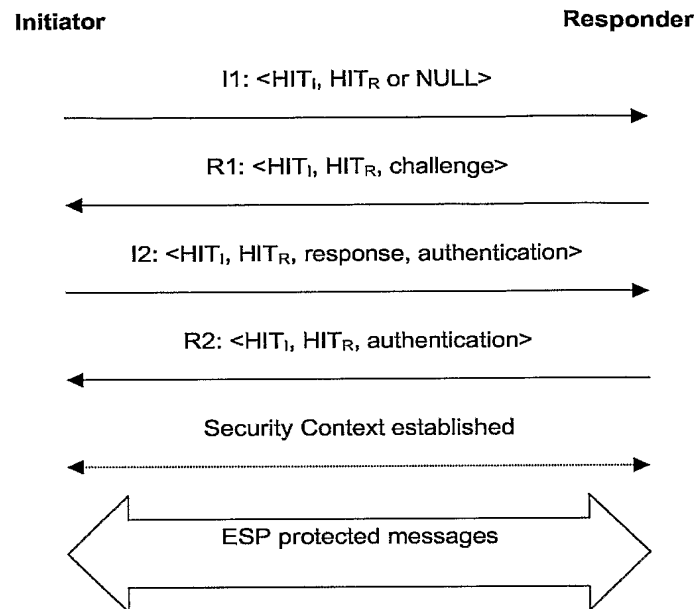 Initiator Responder
I1: <HITI, HITR or NULL>
R1: <HITI, HITR, challenge>
I2: <HITI, HITR, response, authentication>
R2: <HITI, HITR, authentication>
Security Context established
ESP protected messages